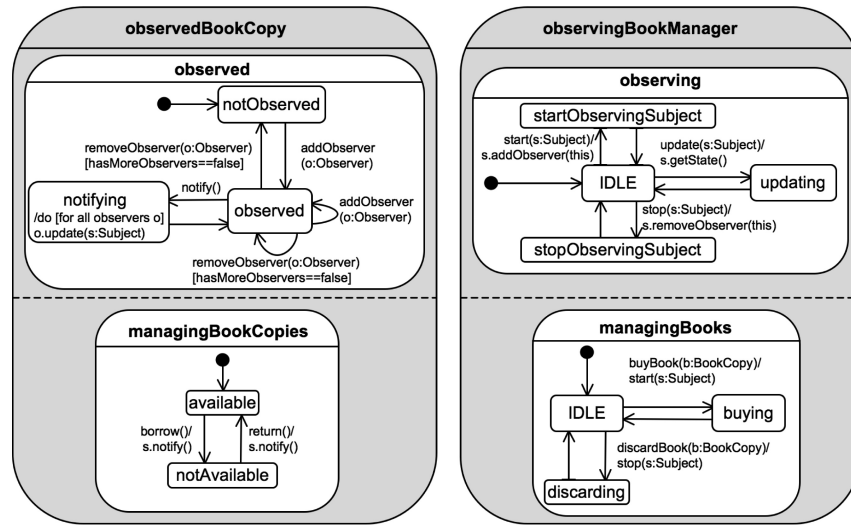 observedBookCopy
observed
notObserved
removeObserver(o:Observer)
[hasMoreObservers==false]
addObserver
(o:Observer)
notifying
/do [for all observers o]
o.update(s:Subject)
notify()
observed
addObserver
(o:Observer)
removeObserver(o:Observer)
[hasMoreObservers==false]
managingBookCopies
available
borrow()/
s.notify()
return()/
s.notify()
notAvailable
observingBookManager
observing
startObservingSubject
start(s:Subject)/
s.addObserver(this)
update(s:Subject)/
s.getState()
IDLE
updating
stop(s:Subject)/
s.removeObserver(this)
stopObservingSubject
managingBooks
buyBook(b:BookCopy)/
start(s:Subject)
IDLE
buying
discardBook(b:BookCopy)/
stop(s:Subject)
discarding